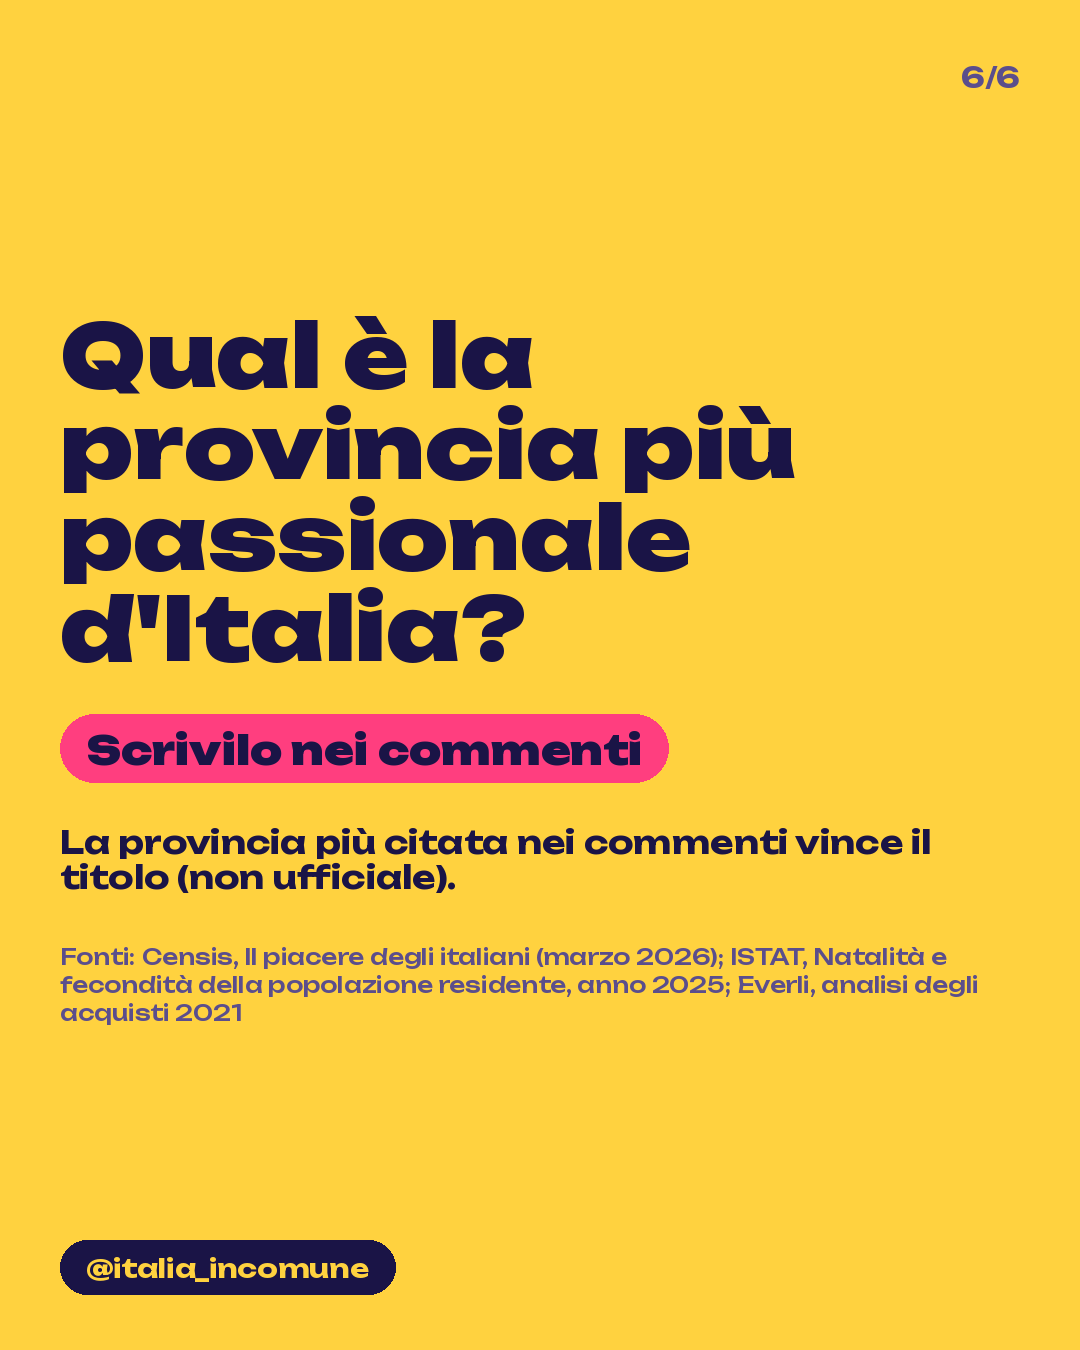 6/6
Qual è la
provincia più
passionale
d'Italia?
Scrivilo nei commenti
La provincia più citata nei commenti vince il
titolo (non ufficiale).
Fonti: Censis, Il piacere degli italiani (marzo 2026); ISTAT, Natalità e
fecondità della popolazione residente, anno 2025; Everli, analisi degli
acquisti 2021
@italia_incomune